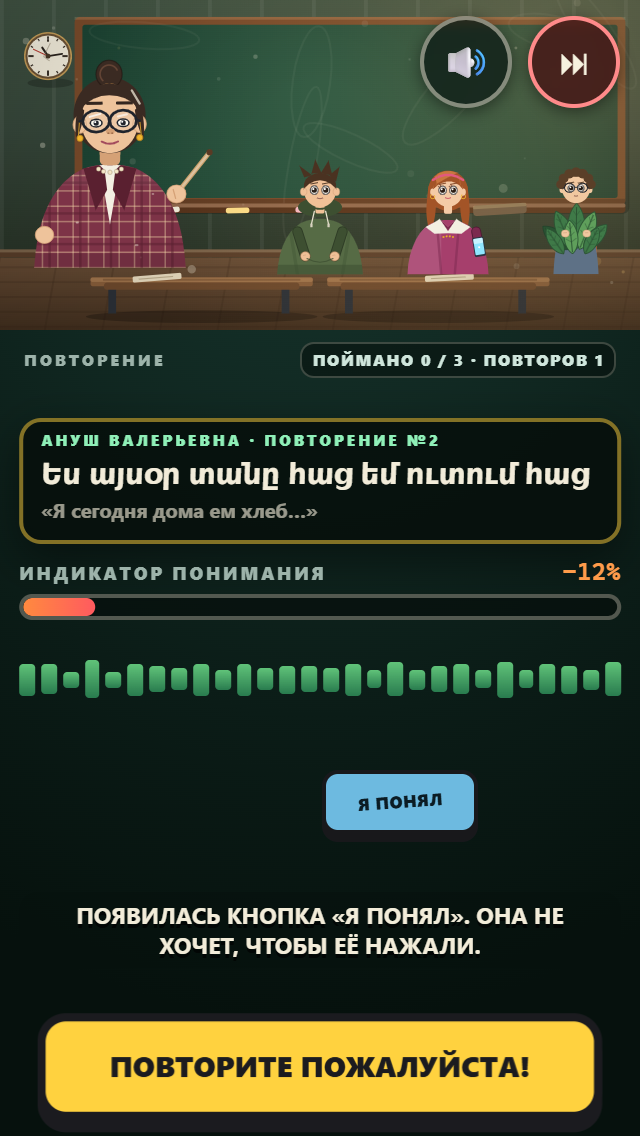 ПОВТОРЕНИЕ
ПОЙМАНО 0 / 3 · ПОВТОРОВ 1
АНУШ ВАЛЕРЬЕВНА · ПОВТОРЕНИЕ №2
Ես այսօր տանը հաց եմ ուտում հաց
«Я сегодня дома ем хлеб...»
ИНДИКАТОР ПОНИМАНИЯ
−12%
Я ПОНЯЛ
ПОЯВИЛАСЬ КНОПКА «Я ПОНЯЛ». ОНА НЕ
ХОЧЕТ, ЧТОБЫ ЕЁ НАЖАЛИ.
ПОВТОРИТЕ ПОЖАЛУЙСТА!